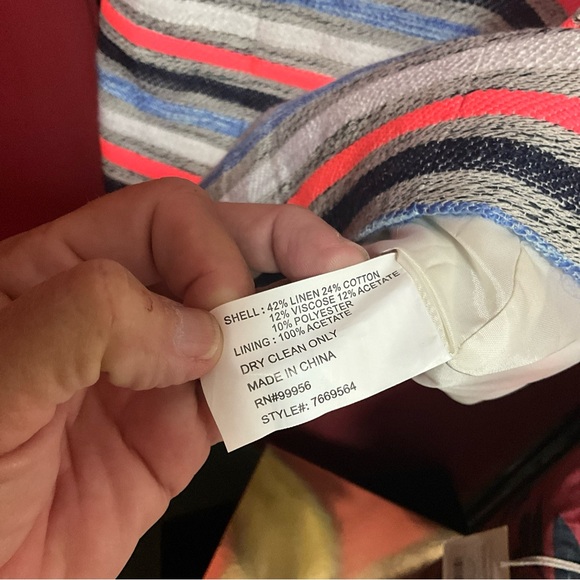 SHELL : 42% LINEN 24% COTTON
12% VISCOSE 12% ACETATE
10% POLYESTER
LINING : 100% ACETATE
DRY CLEAN ONLY
MADE IN CHINA
RN#99956
STYLE#: 7669564